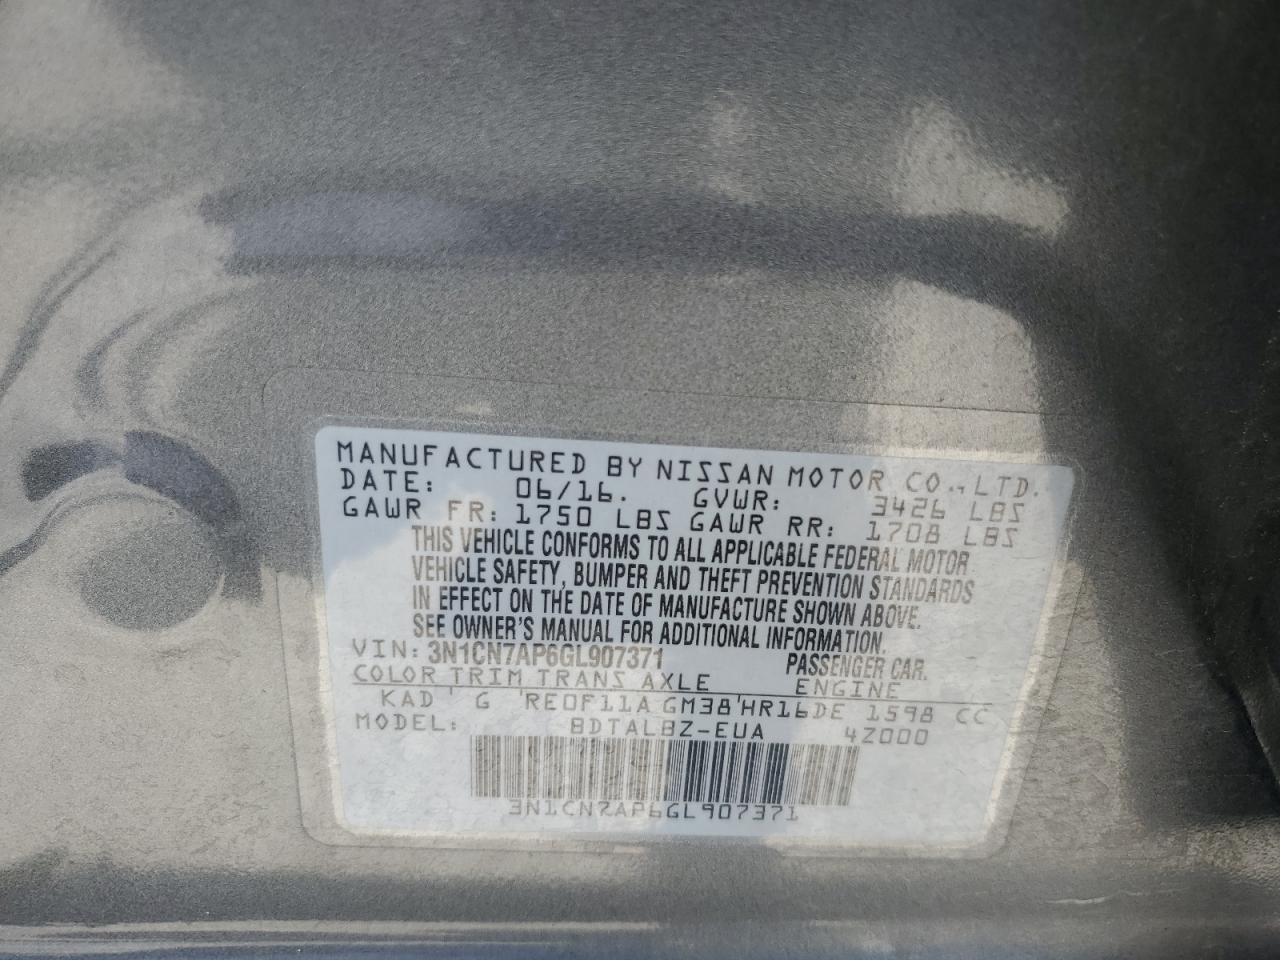 MANUFACTURED BY NISSAN MOTOR CO.,LTD.
DATE: 06/16. GVWR: 3426 LBS
GAWR FR: 1750 LBS GAWR RR: 1708 LBS
THIS VEHICLE CONFORMS TO ALL APPLICABLE FEDERAL MOTOR
VEHICLE SAFETY, BUMPER AND THEFT PREVENTION STANDARDS
IN EFFECT ON THE DATE OF MANUFACTURE SHOWN ABOVE.
SEE OWNER'S MANUAL FOR ADDITIONAL INFORMATION.
VIN: 3N1CN7AP6GL907371 PASSENGER CAR.
COLOR TRIM TRANS AXLE ENGINE
KAD ' G 'RE0F11A GM38'HR16DE 1598 CC
MODEL: BDTALBZ-EUA 4Z000
3N1CN7AP6GL907371